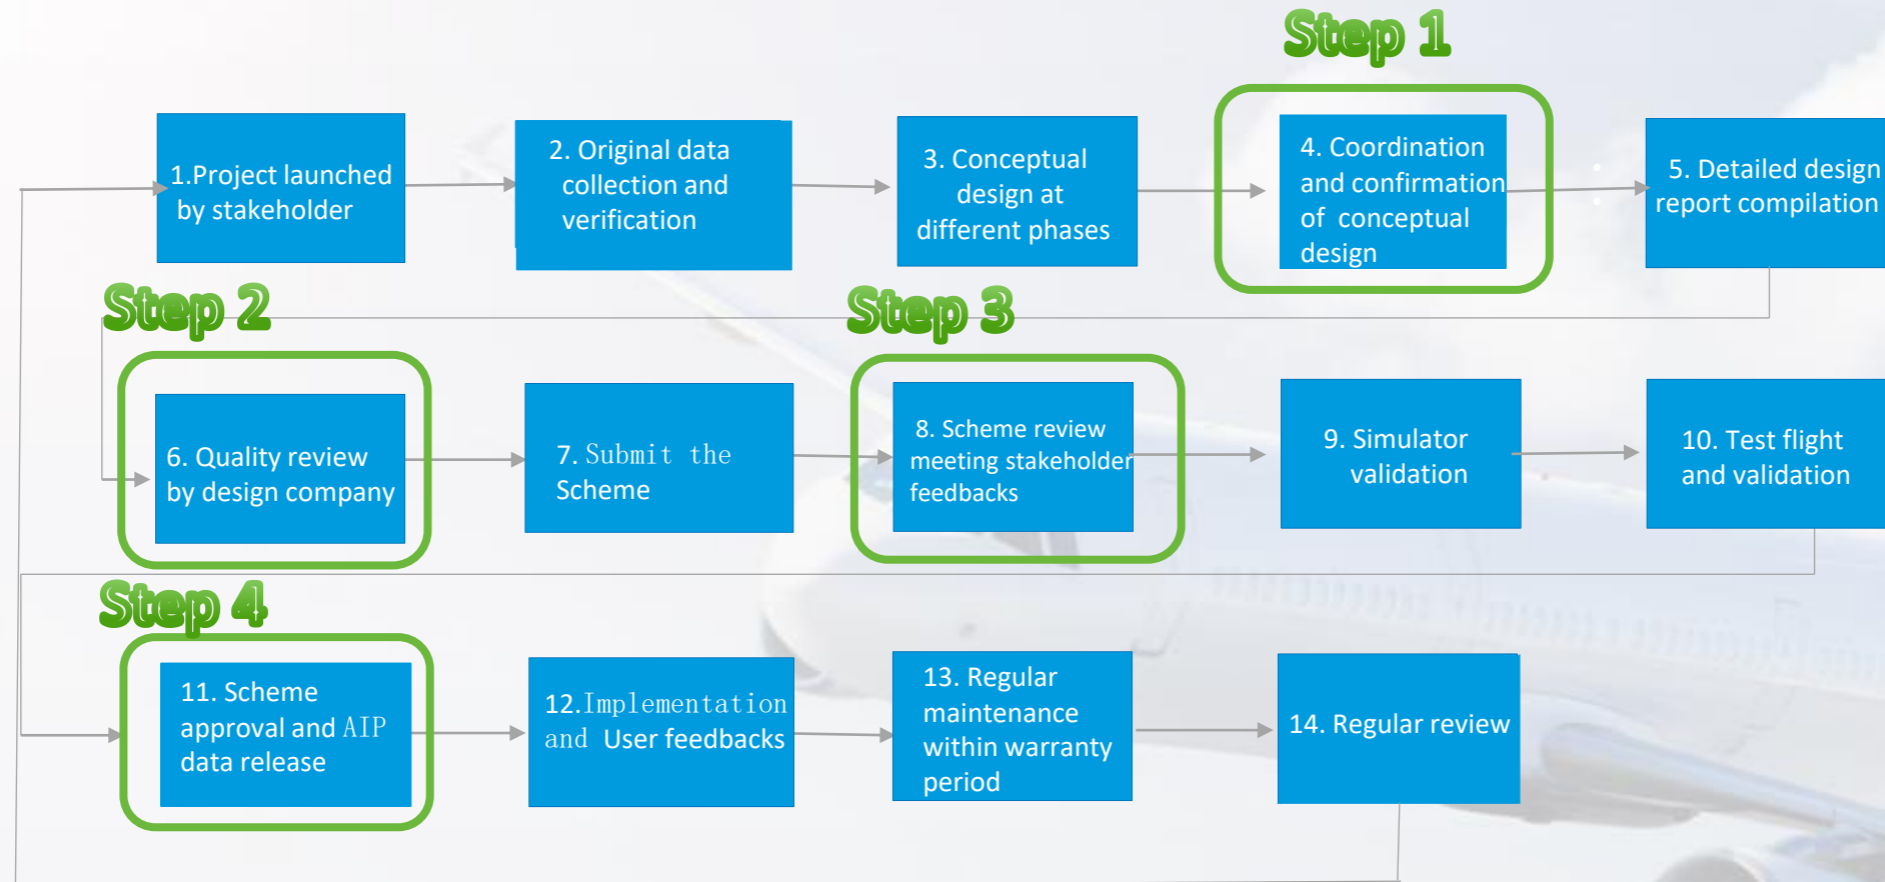 Step 1
1.Project launched
by stakeholder
2. Original data
collection and
verification
3. Conceptual
design at
different phases
4. Coordination
and confirmation
of conceptual
design
5. Detailed design
report compilation
Step 2
Step 3
6. Quality review
by design company
7. Submit the
Scheme
8. Scheme review
meeting stakeholder
feedbacks
9. Simulator
validation
10. Test flight
and validation
Step 4
11. Scheme
approval and AIP
data release
12.Implementation
and User feedbacks
13. Regular
maintenance
within warranty
period
14. Regular review